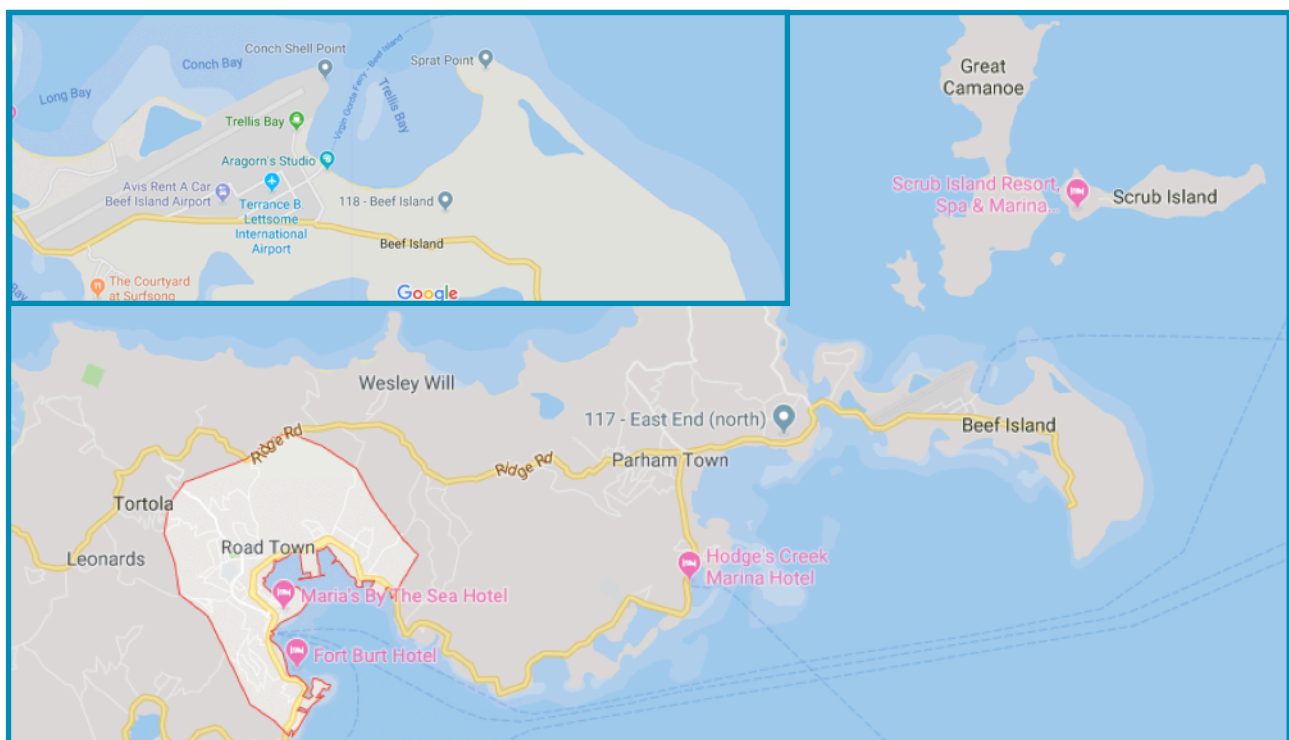 Conch Shell Point
Sprat Point
Conch Bay
Long Bay
Virgin Gorda Ferry - Beef Island
Trellis Bay
Trellis Bay
Aragorn's Studio
Avis Rent A Car
Beef Island Airport
118 - Beef Island
Terrance B.
Lettsome
International
Airport
Beef Island
The Courtyard
at Surfsong
Bay
Google
Great
Camanoe
Scrub Island Resort,
Spa & Marina...
Scrub Island
Wesley Will
117 - East End (north)
Beef Island
Ridge Rd
Ridge Rd
Parham Town
Tortola
Road Town
Leonards
Hodge's Creek
Marina Hotel
Maria's By The Sea Hotel
Fort Burt Hotel